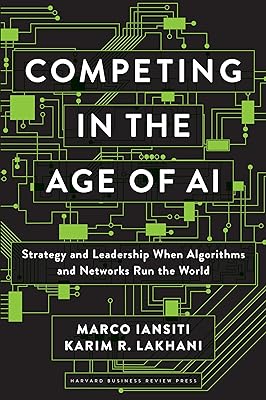 COMPETING
IN THE
AGE OF AI
Strategy and Leadership When Algorithms
and Networks Run the World
MARCO IANSITI
KARIM R. LAKHANI
HARVARD BUSINESS REVIEW PRESS